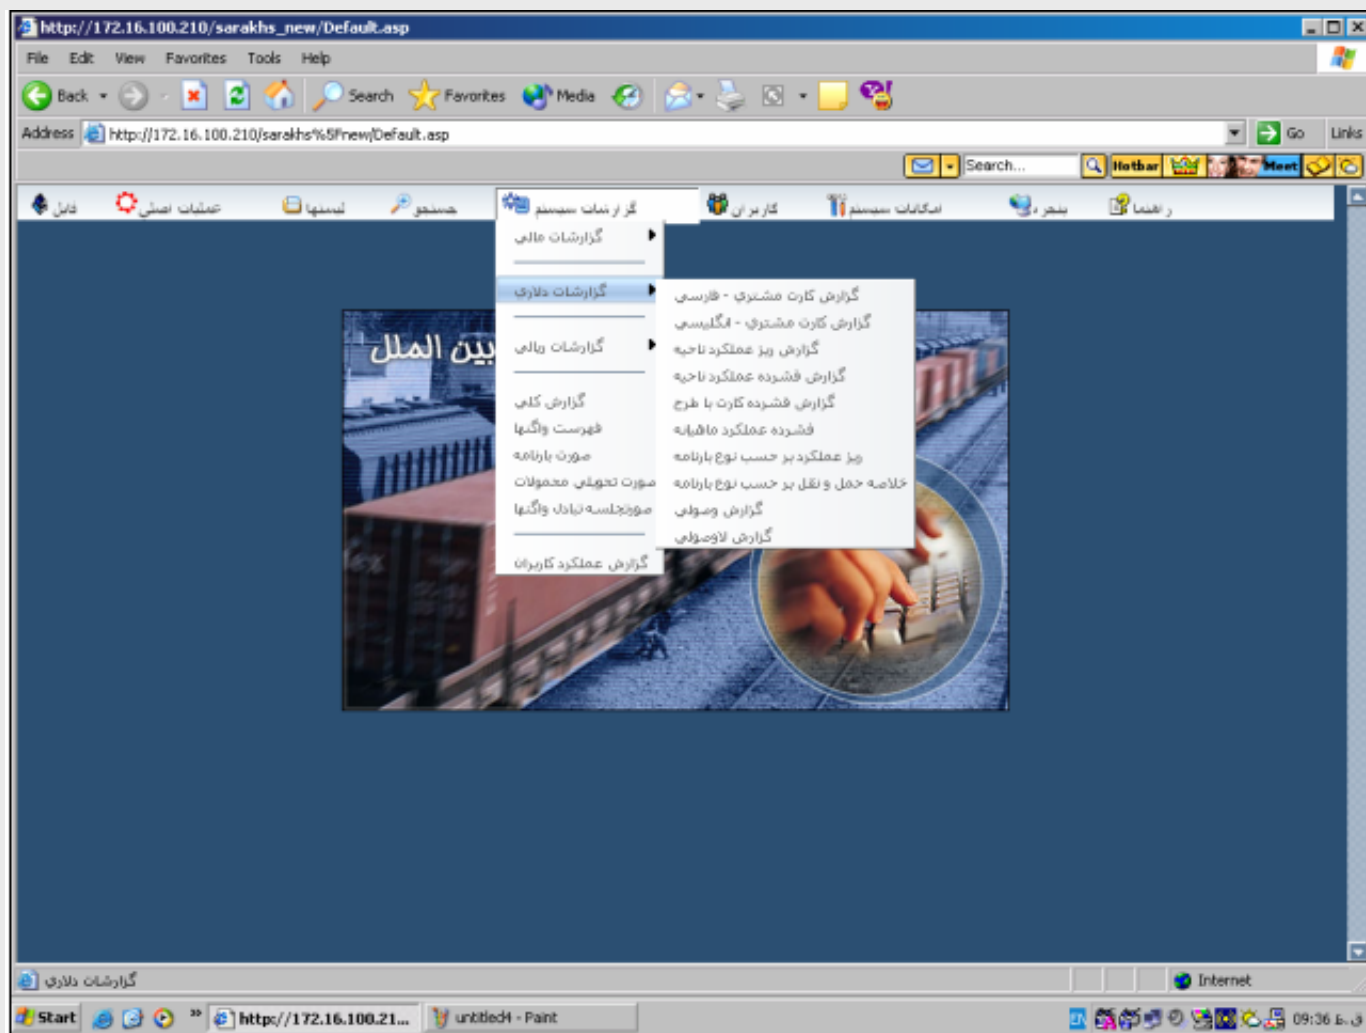 http://172.16.100.210/sarakhs_new/Default.asp
File Edit View Favorites Tools Help
Back Search Favorites Media
Address http://172.16.100.210/sarakhs%5Fnew/Default.asp Go Links
Search... Hotbar Meet
فایل عملیات اصلی لیستها جستجو گزارشات سیستم کاربران امکانات سیستم پنجره راهنما
گزارشات مالی
گزارشات دلاری
گزارشات ریالی
گزارش کلی
فهرست واگنها
صورت بارنامه
صورت تحویلی محمولات
صورتجلسه تبادل واگنها
گزارش عملکرد کاربران
گزارش کارت مشتری - فارسی
گزارش کارت مشتری - انگلیسی
گزارش ریز عملکرد ناحیه
گزارش فشرده عملکرد ناحیه
گزارش فشرده کارت با طرح
فشرده عملکرد ماهیانه
ریز عملکرد بر حسب نوع بارنامه
خلاصه حمل و نقل بر حسب نوع بارنامه
گزارش وصولی
گزارش لاوصولی
بین الملل
گزارشات دلاری Internet
Start http://172.16.100.21... untitled4 - Paint EN 09:36 ق.ظ